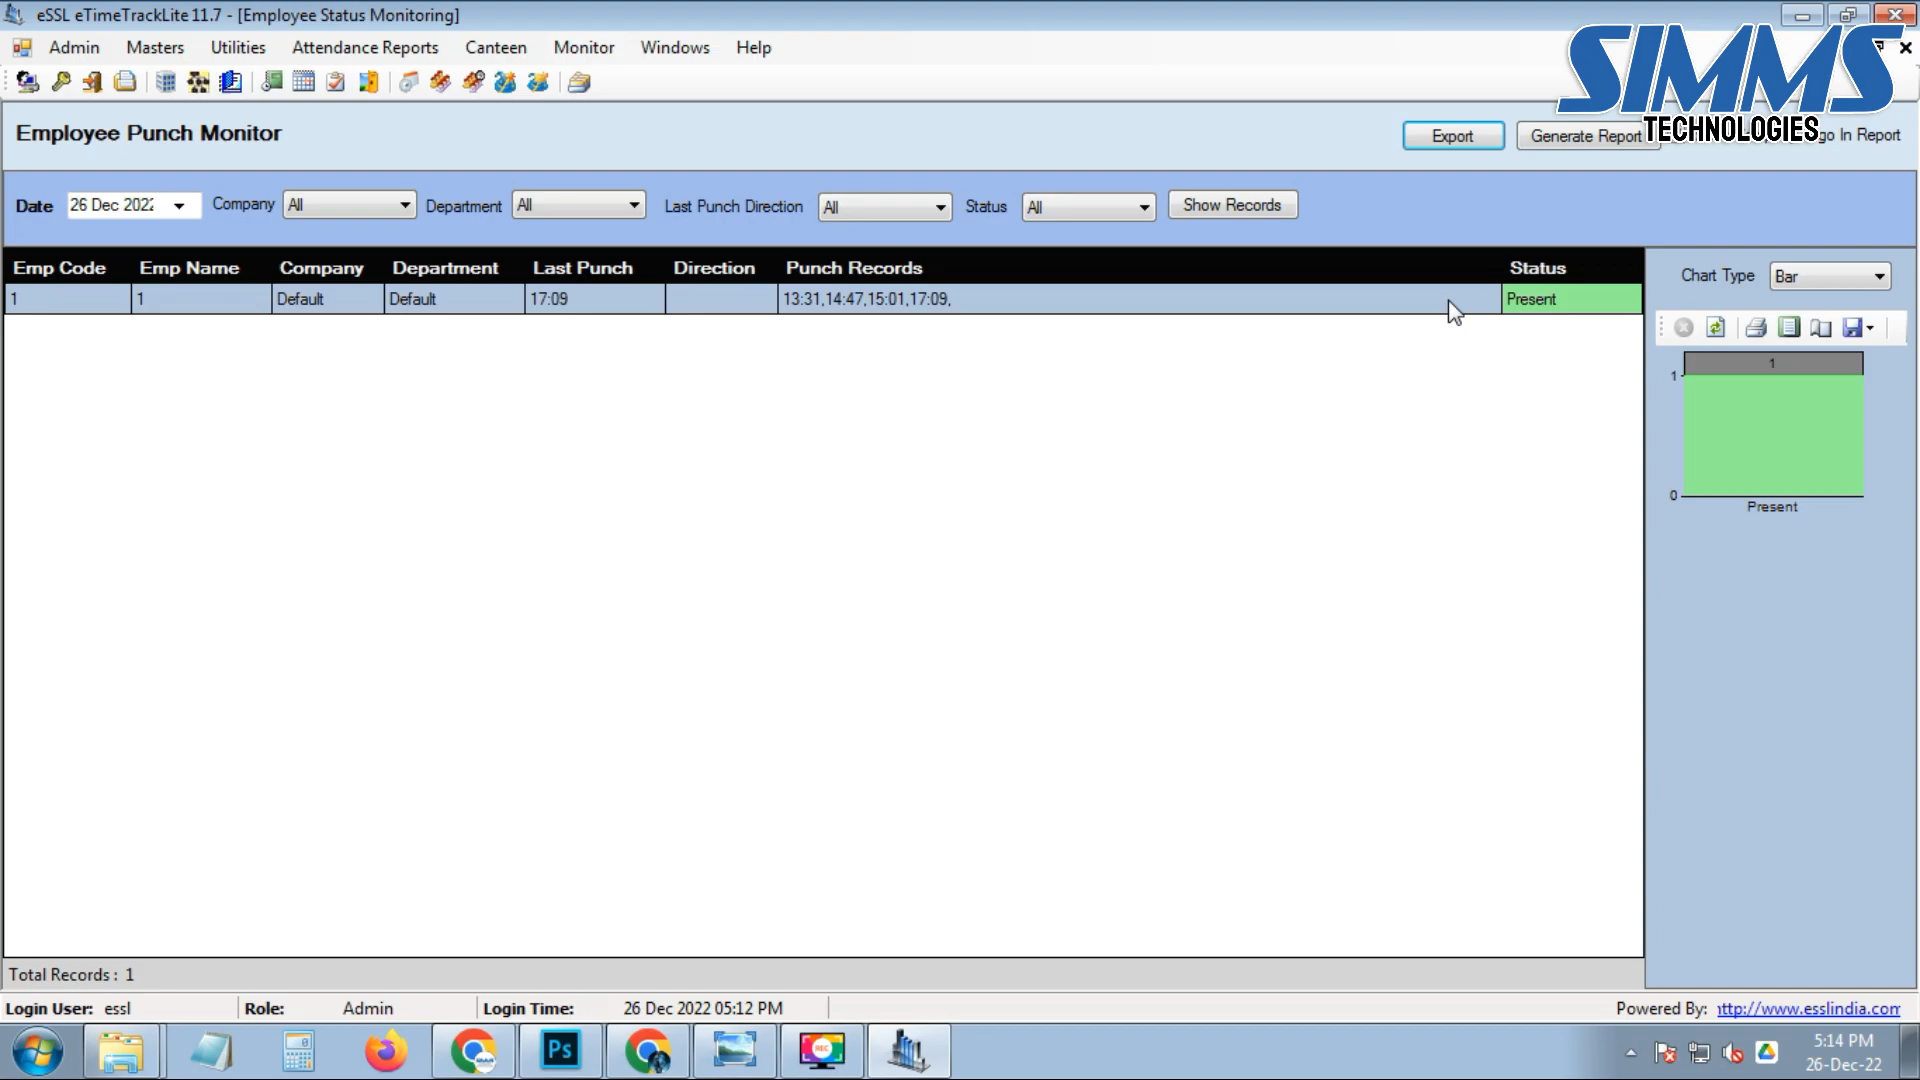 eSSL eTimeTrackLite 11.7 - [Employee Status Monitoring]
Admin Masters Utilities Attendance Reports Canteen Monitor Windows Help
SIMMS
TECHNOLOGIES
Employee Punch Monitor
Export Generate Report go In Report
Date 26 Dec 2022 Company All Department All Last Punch Direction All Status All Show Records
Emp Code Emp Name Company Department Last Punch Direction Punch Records Status
1 1 Default Default 17:09 13:31,14:47,15:01,17:09, Present
Chart Type Bar
1
1
0
Present
Total Records : 1
Login User: essl Role: Admin Login Time: 26 Dec 2022 05:12 PM Powered By: http://www.esslindia.com
Ps
REC
5:14 PM
26-Dec-22